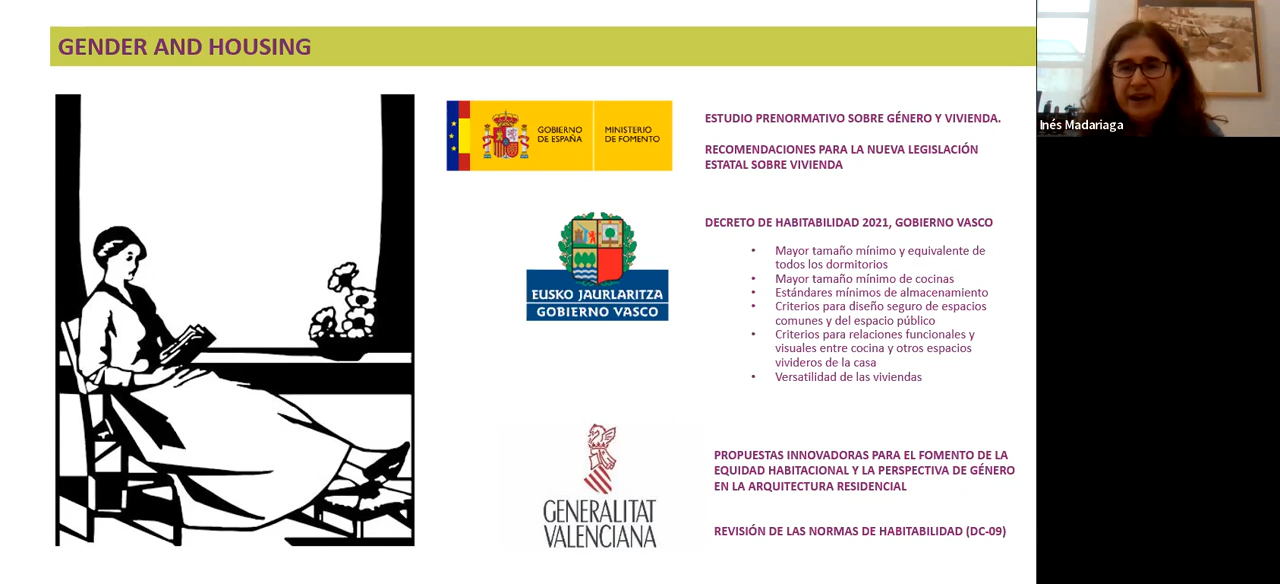 GENDER AND HOUSING
GOBIERNO
DE ESPAÑA
MINISTERIO
DE FOMENTO
ESTUDIO PRENORMATIVO SOBRE GÉNERO Y VIVIENDA.
RECOMENDACIONES PARA LA NUEVA LEGISLACIÓN
ESTATAL SOBRE VIVIENDA
EUSKO JAURLARITZA
GOBIERNO VASCO
DECRETO DE HABITABILIDAD 2021, GOBIERNO VASCO
• Mayor tamaño mínimo y equivalente de
todos los dormitorios
• Mayor tamaño mínimo de cocinas
• Estándares mínimos de almacenamiento
• Criterios para diseño seguro de espacios
comunes y del espacio público
• Criterios para relaciones funcionales y
visuales entre cocina y otros espacios
vivideros de la casa
• Versatilidad de las viviendas
GENERALITAT
VALENCIANA
PROPUESTAS INNOVADORAS PARA EL FOMENTO DE LA
EQUIDAD HABITACIONAL Y LA PERSPECTIVA DE GÉNERO
EN LA ARQUITECTURA RESIDENCIAL
REVISIÓN DE LAS NORMAS DE HABITABILIDAD (DC-09)
Inés Madariaga